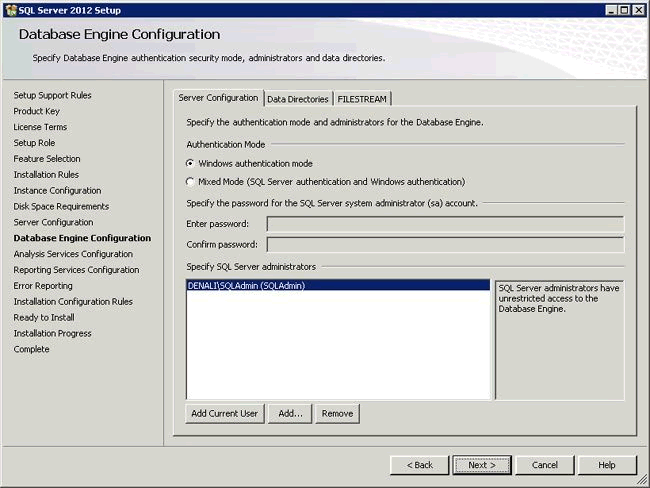 SQL Server 2012 Setup
Database Engine Configuration
Specify Database Engine authentication security mode, administrators and data directories.
Setup Support Rules
Product Key
License Terms
Setup Role
Feature Selection
Installation Rules
Instance Configuration
Disk Space Requirements
Server Configuration
Database Engine Configuration
Analysis Services Configuration
Reporting Services Configuration
Error Reporting
Installation Configuration Rules
Ready to Install
Installation Progress
Complete
Server Configuration Data Directories FILESTREAM
Specify the authentication mode and administrators for the Database Engine.
Authentication Mode
Windows authentication mode
Mixed Mode (SQL Server authentication and Windows authentication)
Specify the password for the SQL Server system administrator (sa) account.
Enter password:
Confirm password:
Specify SQL Server administrators
DENALI\SQLAdmin (SQLAdmin)
SQL Server administrators have
unrestricted access to the
Database Engine.
Add Current User Add... Remove
< Back Next > Cancel Help